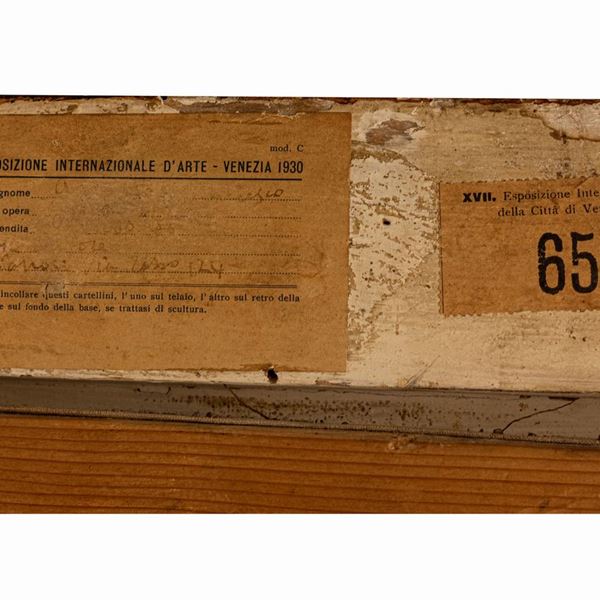 mod. C
OSIZIONE INTERNAZIONALE D'ARTE - VENEZIA 1930
gnome
opera
endita
incollare questi cartellini, l'uno sul telaio, l'altro sul retro della
e sul fondo della base, se trattasi di scultura.
XVII. Esposizione Inte
della Città di Ve
65